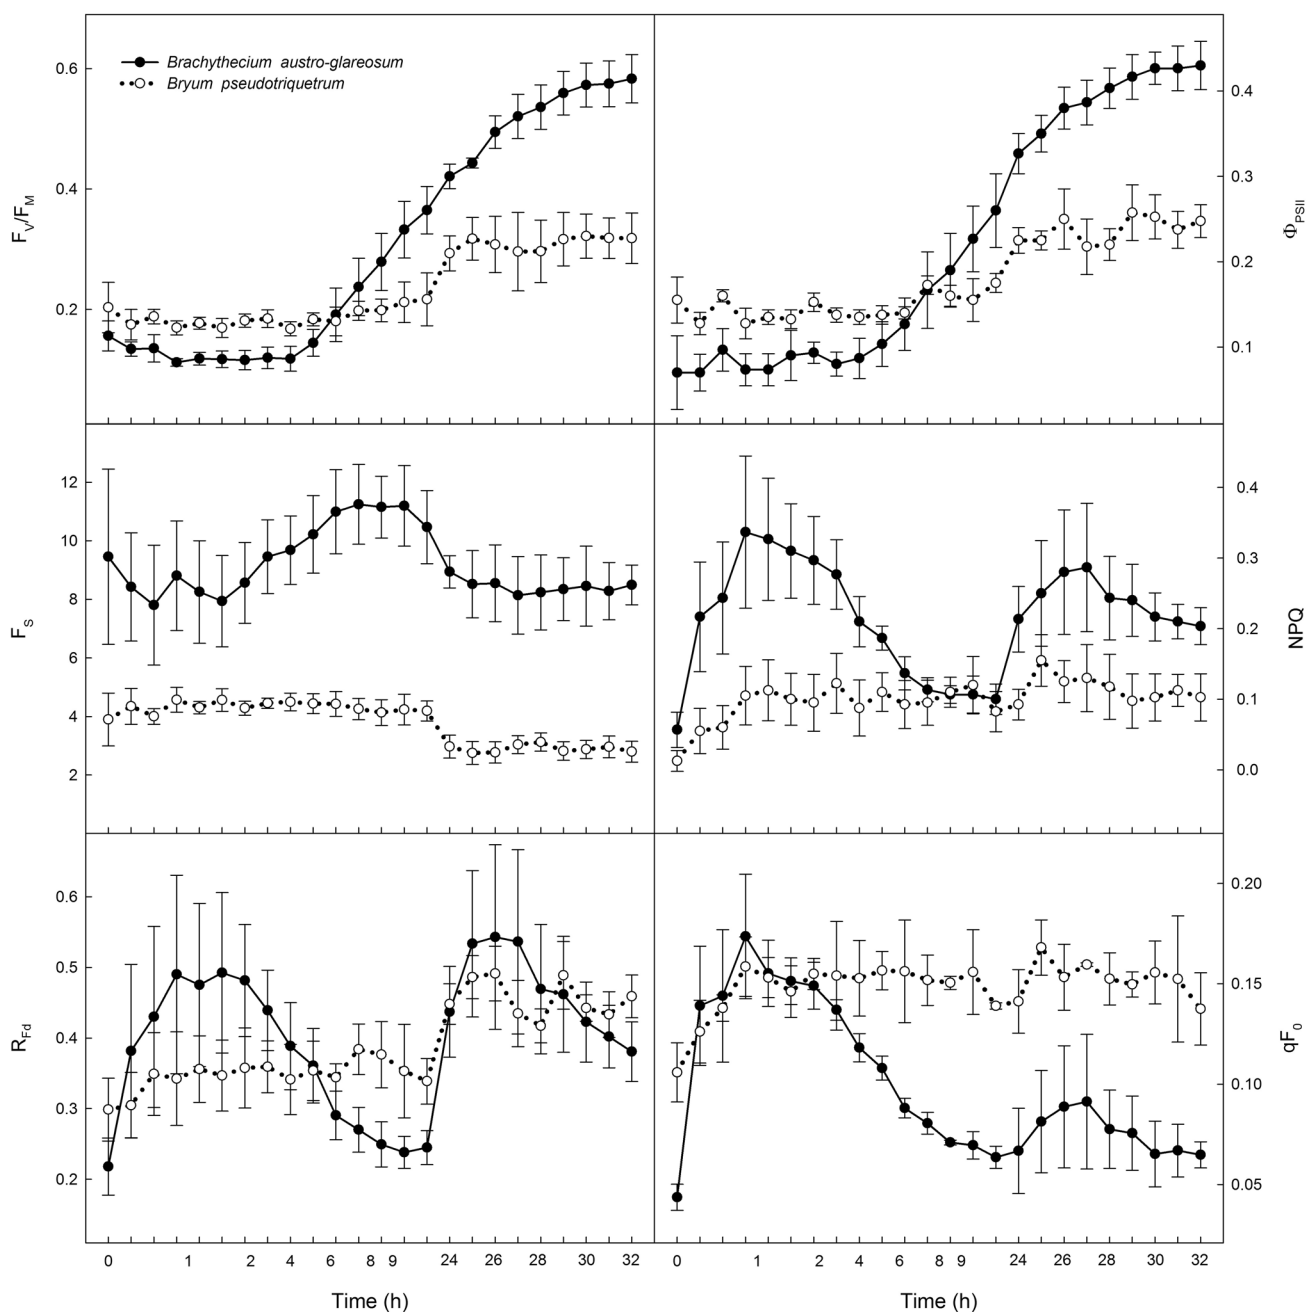 Brachythecium austro-glareosum
Bryum pseudotriquetrum
F_V/F_M
0.6
0.4
0.2
Φ_PSII
0.4
0.3
0.2
0.1
F_S
12
10
8
6
4
2
NPQ
0.4
0.3
0.2
0.1
0.0
R_Fd
0.6
0.5
0.4
0.3
0.2
qF_0
0.20
0.15
0.10
0.05
0 1 2 4 6 8 9 24 26 28 30 32
0 1 2 4 6 8 9 24 26 28 30 32
Time (h)
Time (h)